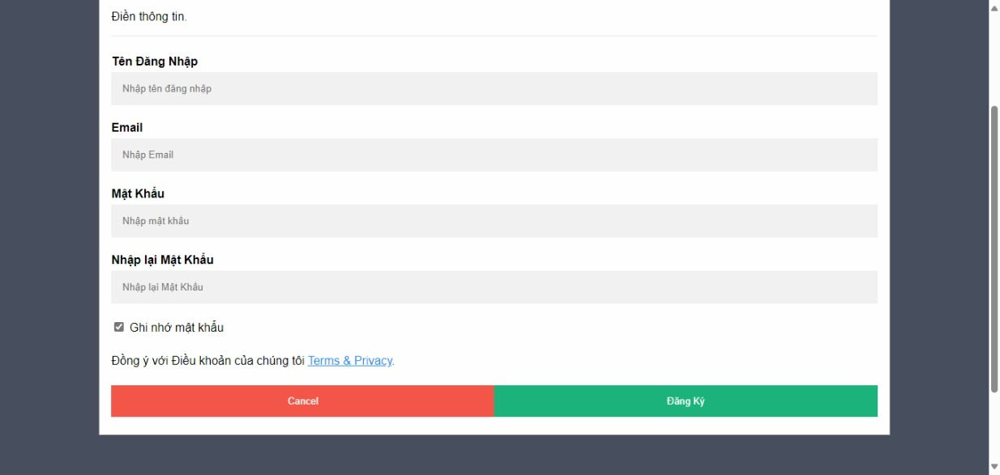 Điền thông tin.
Tên Đăng Nhập
Nhập tên đăng nhập
Email
Nhập Email
Mật Khẩu
Nhập mật khẩu
Nhập lại Mật Khẩu
Nhập lại Mật Khẩu
Ghi nhớ mật khẩu
Đồng ý với Điều khoản của chúng tôi Terms & Privacy.
Cancel Đăng Ký